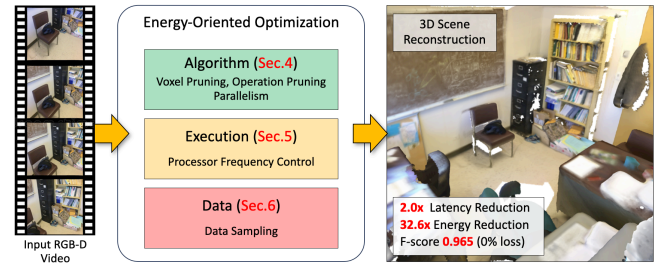 Input RGB-D
Video
Energy-Oriented Optimization
Algorithm (Sec.4)
Voxel Pruning, Operation Pruning
Parallelism
Execution (Sec.5)
Processor Frequency Control
Data (Sec.6)
Data Sampling
3D Scene
Reconstruction
2.0x Latency Reduction
32.6x Energy Reduction
F-score 0.965 (0% loss)